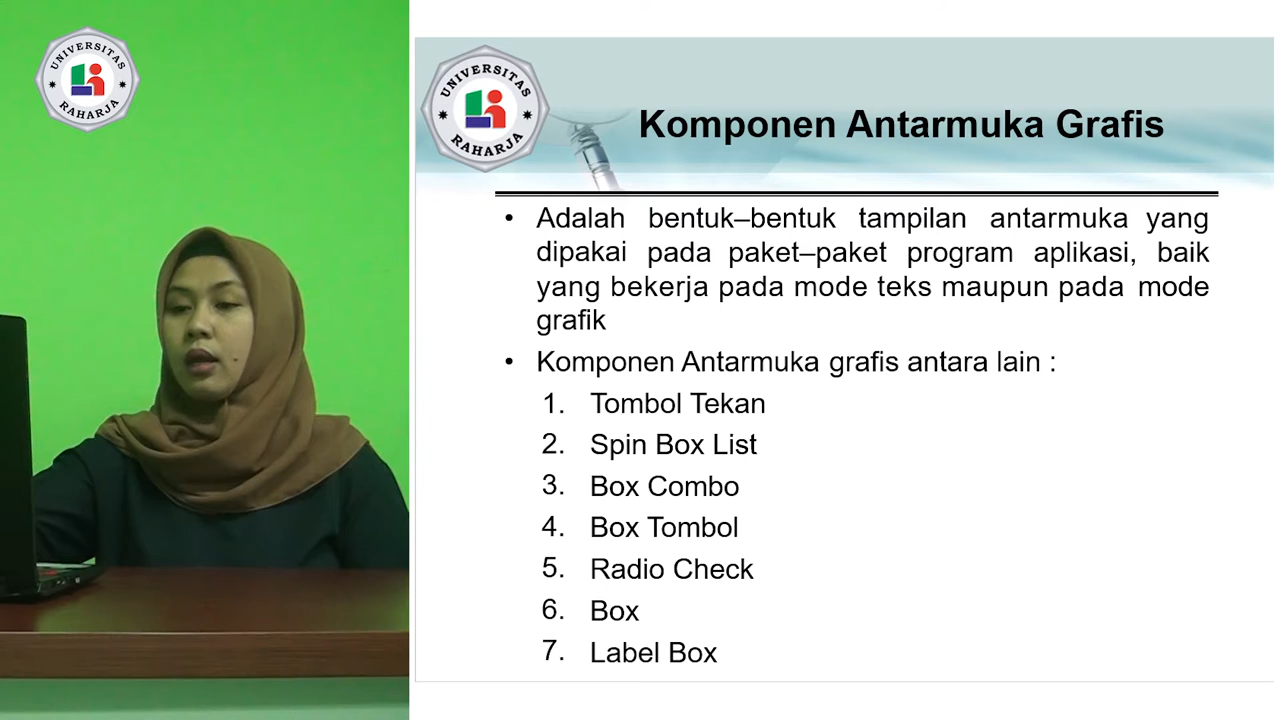 UNIVERSITAS
RAHARJA
UNIVERSITAS
RAHARJA
Komponen Antarmuka Grafis
• Adalah bentuk–bentuk tampilan antarmuka yang
dipakai pada paket–paket program aplikasi, baik
yang bekerja pada mode teks maupun pada mode
grafik
• Komponen Antarmuka grafis antara lain :
1. Tombol Tekan
2. Spin Box List
3. Box Combo
4. Box Tombol
5. Radio Check
6. Box
7. Label Box